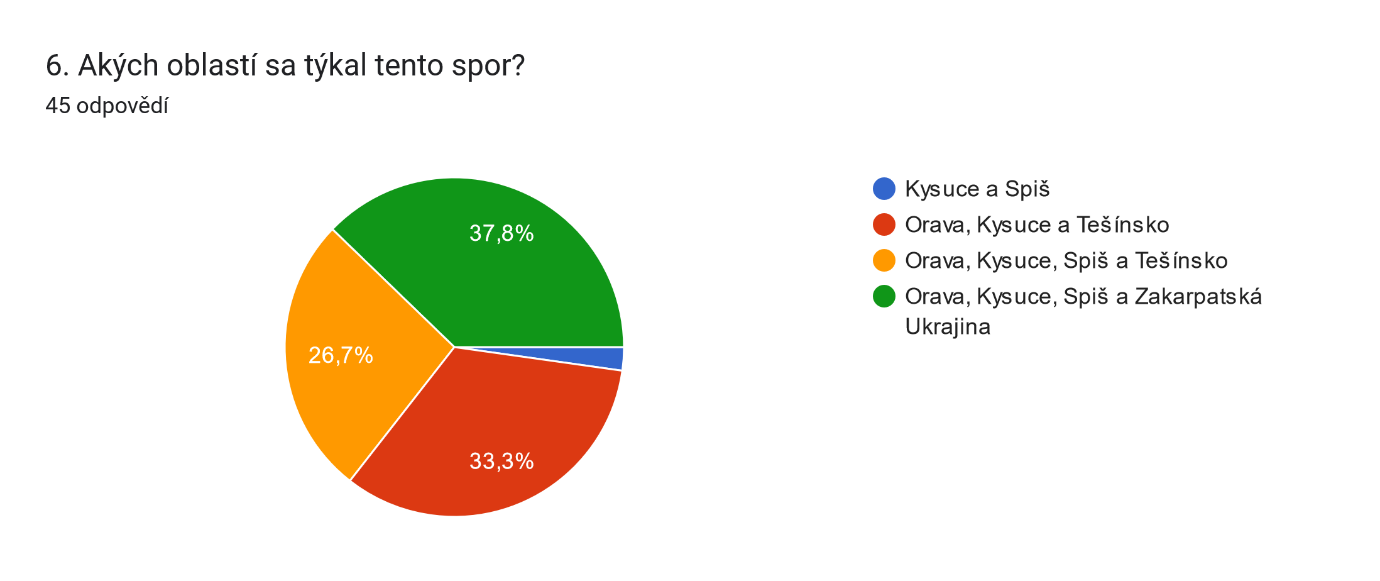 6. Akých oblastí sa týkal tento spor?
45 odpovědí
37,8%
26,7%
33,3%
Kysuce a Spiš
Orava, Kysuce a Tešínsko
Orava, Kysuce, Spiš a Tešínsko
Orava, Kysuce, Spiš a Zakarpatská
Ukrajina